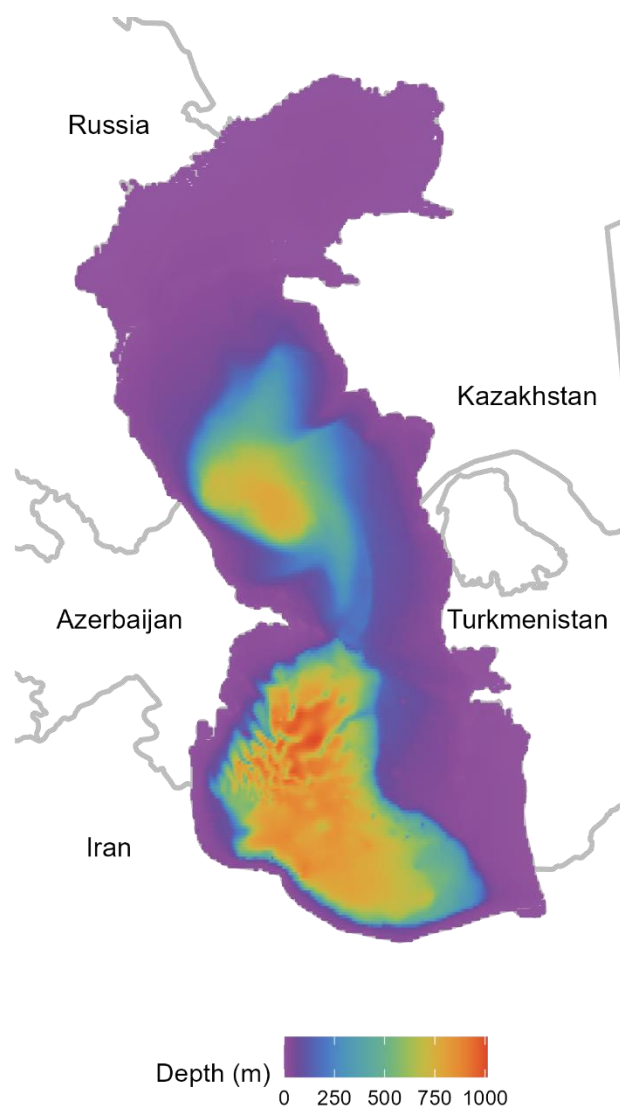 Russia
Kazakhstan
Azerbaijan
Turkmenistan
Iran
Depth (m)
0 250 500 750 1000